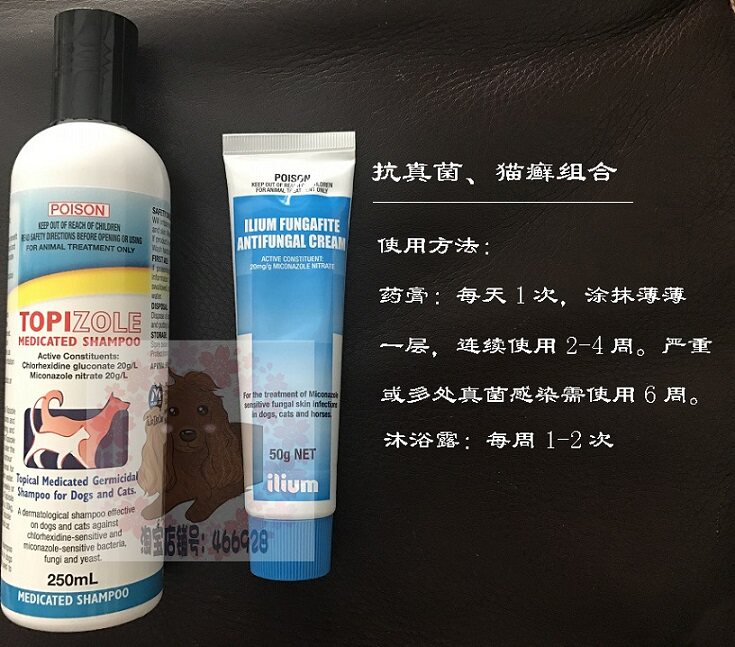 POISON
KEEP OUT OF REACH OF CHILDREN
READ SAFETY DIRECTIONS BEFORE OPENING OR USING
FOR ANIMAL TREATMENT ONLY
TOPIZOLE
MEDICATED SHAMPOO
Active Constituents:
Chlorhexidine gluconate 20g/L
Miconazole nitrate 20g/L
Topical Medicated Germicidal
Shampoo for Dogs and Cats.
A dermatological shampoo effective
on dogs and cats against
chlorhexidine-sensitive and
miconazole-sensitive bacteria,
fungi and yeast.
250mL
MEDICATED SHAMPOO
POISON
KEEP OUT OF REACH OF CHILDREN
FOR ANIMAL TREATMENT ONLY
ILIUM FUNGAFITE
ANTIFUNGAL CREAM
ACTIVE CONSTITUENT:
20mg/g MICONAZOLE NITRATE
For the treatment of Miconazole
sensitive fungal skin infections
in dogs, cats and horses.
50g NET
ilium
淘宝店铺号：466928
抗真菌、猫癣组合
使用方法：
药膏：每天1次，涂抹薄薄
一层，连续使用2-4周。严重
或多处真菌感染需使用6周。
沐浴露：每周1-2次